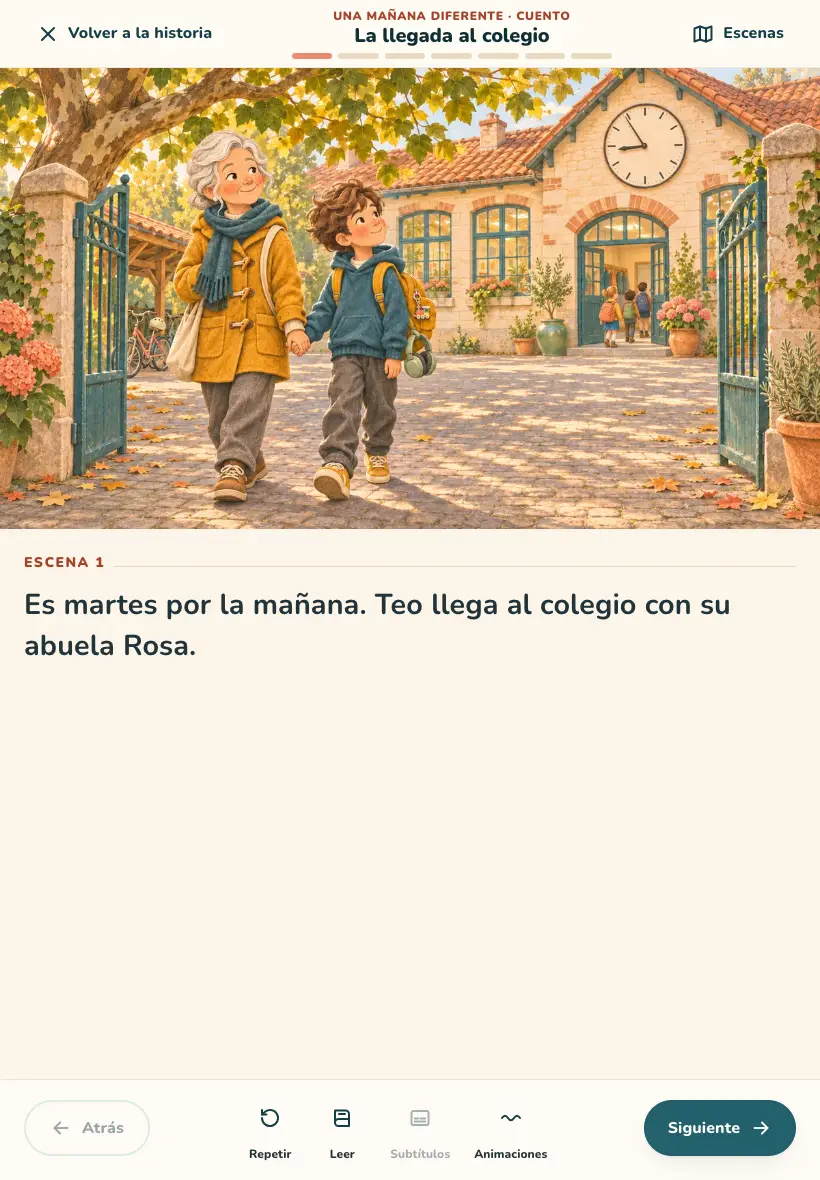 Volver a la historia
UNA MAÑANA DIFERENTE · CUENTO
La llegada al colegio
Escenas
ESCENA 1
Es martes por la mañana. Teo llega al colegio con su
abuela Rosa.
Atrás
Repetir
Leer
Subtítulos
Animaciones
Siguiente